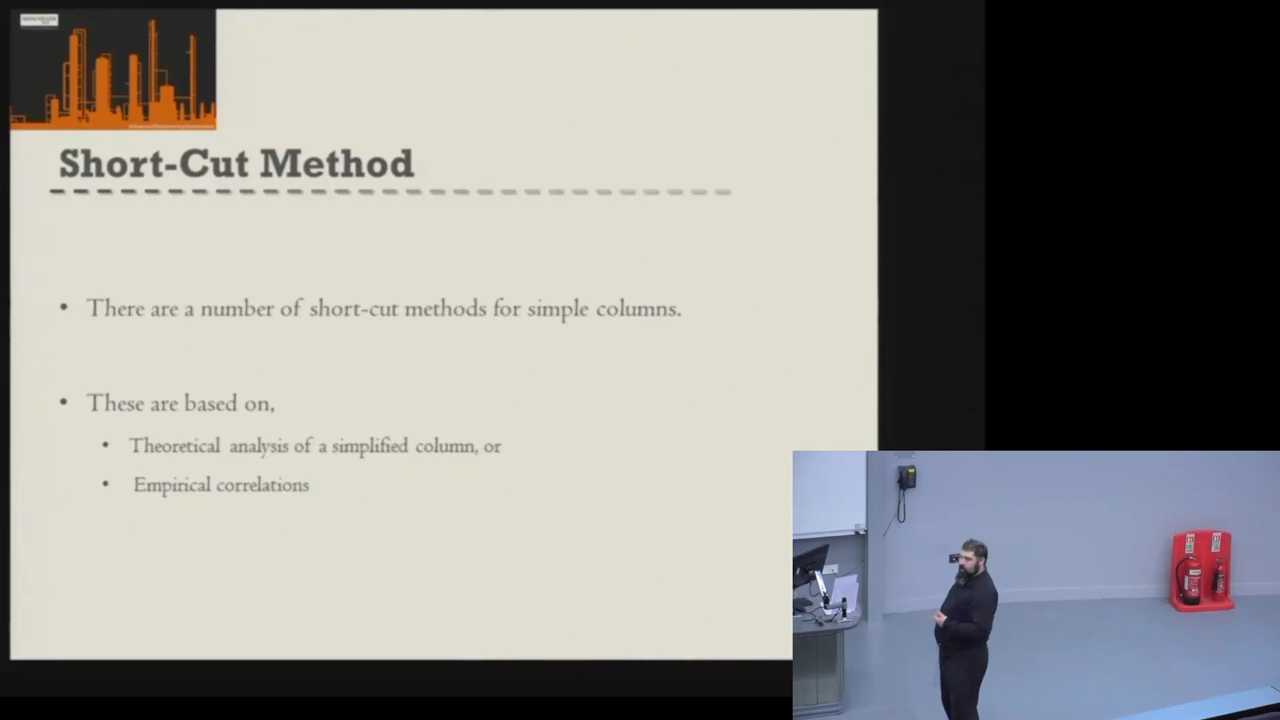 Short-Cut Method
• There are a number of short-cut methods for simple columns.
• These are based on,
• Theoretical analysis of a simplified column, or
• Empirical correlations